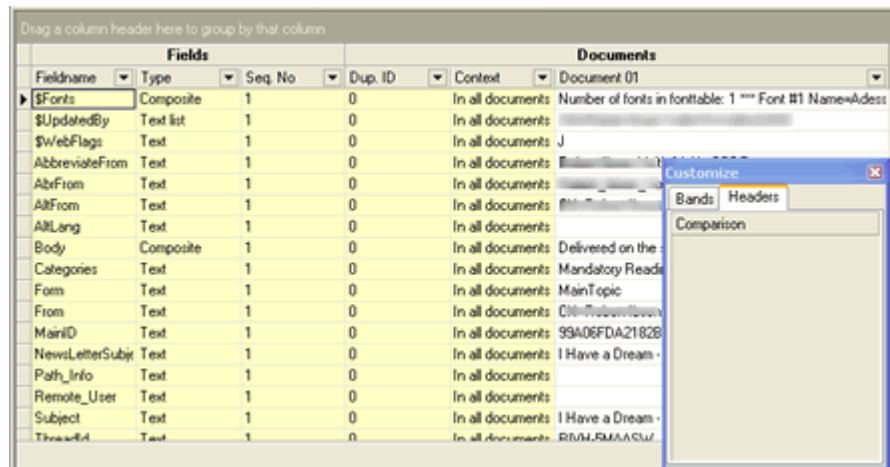 Drag a column header here to group by that column
Fields Documents
Fieldname Type Seq. No Dup. ID Context Document 01
$Fonts Composite 1 0 In all documents Number of fonts in fonttable: 1 *** Font #1 Name=Adess
$UpdatedBy Text list 1 0 In all documents
$WebFlags Text 1 0 In all documents J
AbbreviateFrom Text 1 0 In all documents
AbrFrom Text 1 0 In all documents
AltFrom Text 1 0 In all documents
AltLang Text 1 0 In all documents
Body Composite 1 0 In all documents Delivered on the
Categories Text 1 0 In all documents Mandatory Readi
Form Text 1 0 In all documents MainTopic
From Text 1 0 In all documents
MainID Text 1 0 In all documents 99A06FDA2182B
NewsLetterSubje Text 1 0 In all documents I Have a Dream -
Path_Info Text 1 0 In all documents
Remote_User Text 1 0 In all documents
Subject Text 1 0 In all documents I Have a Dream -
ThreadId Text 1 0 In all documents
Customize
Bands Headers
Comparison